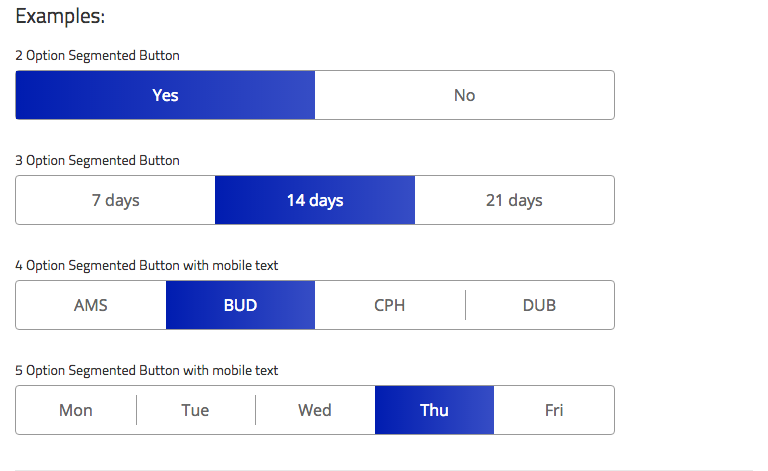 Examples:
2 Option Segmented Button
Yes No
3 Option Segmented Button
7 days 14 days 21 days
4 Option Segmented Button with mobile text
AMS BUD CPH DUB
5 Option Segmented Button with mobile text
Mon Tue Wed Thu Fri